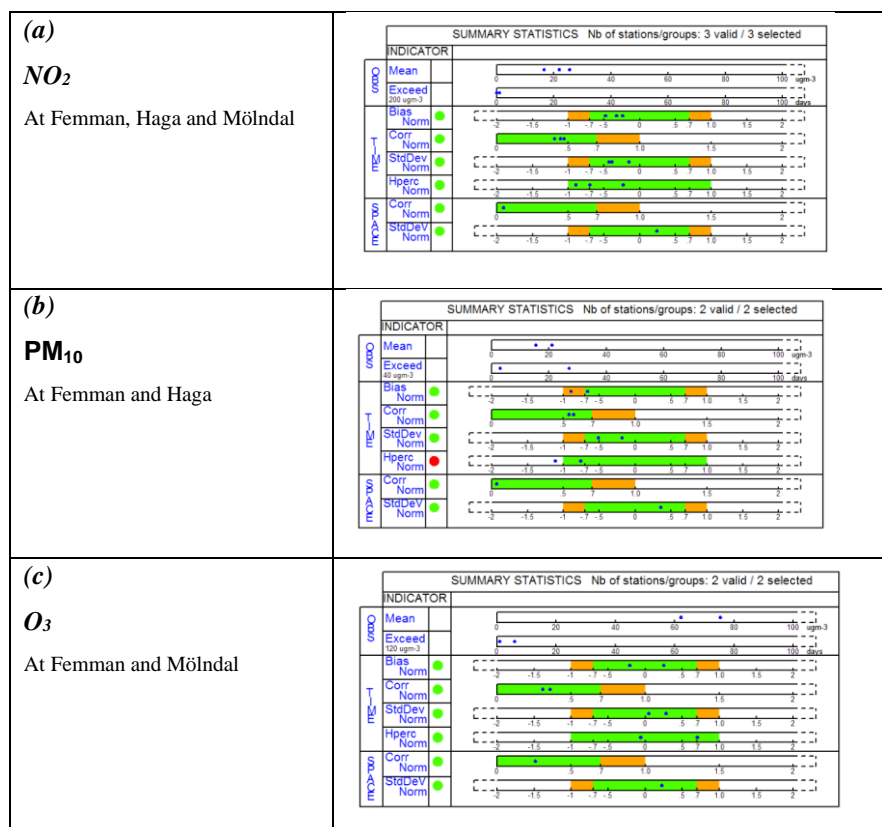 (a)
NO2
At Femman, Haga and Mölndal
SUMMARY STATISTICS Nb of stations/groups: 3 valid / 3 selected
INDICATOR
OBS
Mean
0 20 40 60 80 100 ugm-3
Exceed
200 ugm-3
0 20 40 60 80 100 days
TIME
Bias
Norm
-2 -1.5 -1 -.7 -.5 0 .5 .7 1.0 1.5 2
Corr
Norm
0 .5 .7 1.0 1.5 2
StdDev
Norm
-2 -1.5 -1 -.7 -.5 0 .5 .7 1.0 1.5 2
Hperc
Norm
-2 -1.5 -1 -.7 -.5 0 .5 .7 1.0 1.5 2
SPACE
Corr
Norm
0 .5 .7 1.0 1.5 2
StdDeV
Norm
-2 -1.5 -1 -.7 -.5 0 .5 .7 1.0 1.5 2
(b)
PM10
At Femman and Haga
SUMMARY STATISTICS Nb of stations/groups: 2 valid / 2 selected
INDICATOR
OBS
Mean
0 20 40 60 80 100 ugm-3
Exceed
40 ugm-3
0 20 40 60 80 100 days
TIME
Bias
Norm
-2 -1.5 -1 -.7 -.5 0 .5 .7 1.0 1.5 2
Corr
Norm
0 .5 .7 1.0 1.5 2
StdDev
Norm
-2 -1.5 -1 -.7 -.5 0 .5 .7 1.0 1.5 2
Hperc
Norm
-2 -1.5 -1 -.7 -.5 0 .5 .7 1.0 1.5 2
SPACE
Corr
Norm
0 .5 .7 1.0 1.5 2
StdDeV
Norm
-2 -1.5 -1 -.7 -.5 0 .5 .7 1.0 1.5 2
(c)
O3
At Femman and Mölndal
SUMMARY STATISTICS Nb of stations/groups: 2 valid / 2 selected
INDICATOR
OBS
Mean
0 20 40 60 80 100 ugm-3
Exceed
120 ugm-3
0 20 40 60 80 100 days
TIME
Bias
Norm
-2 -1.5 -1 -.7 -.5 0 .5 .7 1.0 1.5 2
Corr
Norm
0 .5 .7 1.0 1.5 2
StdDev
Norm
-2 -1.5 -1 -.7 -.5 0 .5 .7 1.0 1.5 2
Hperc
Norm
-2 -1.5 -1 -.7 -.5 0 .5 .7 1.0 1.5 2
SPACE
Corr
Norm
0 .5 .7 1.0 1.5 2
StdDeV
Norm
-2 -1.5 -1 -.7 -.5 0 .5 .7 1.0 1.5 2